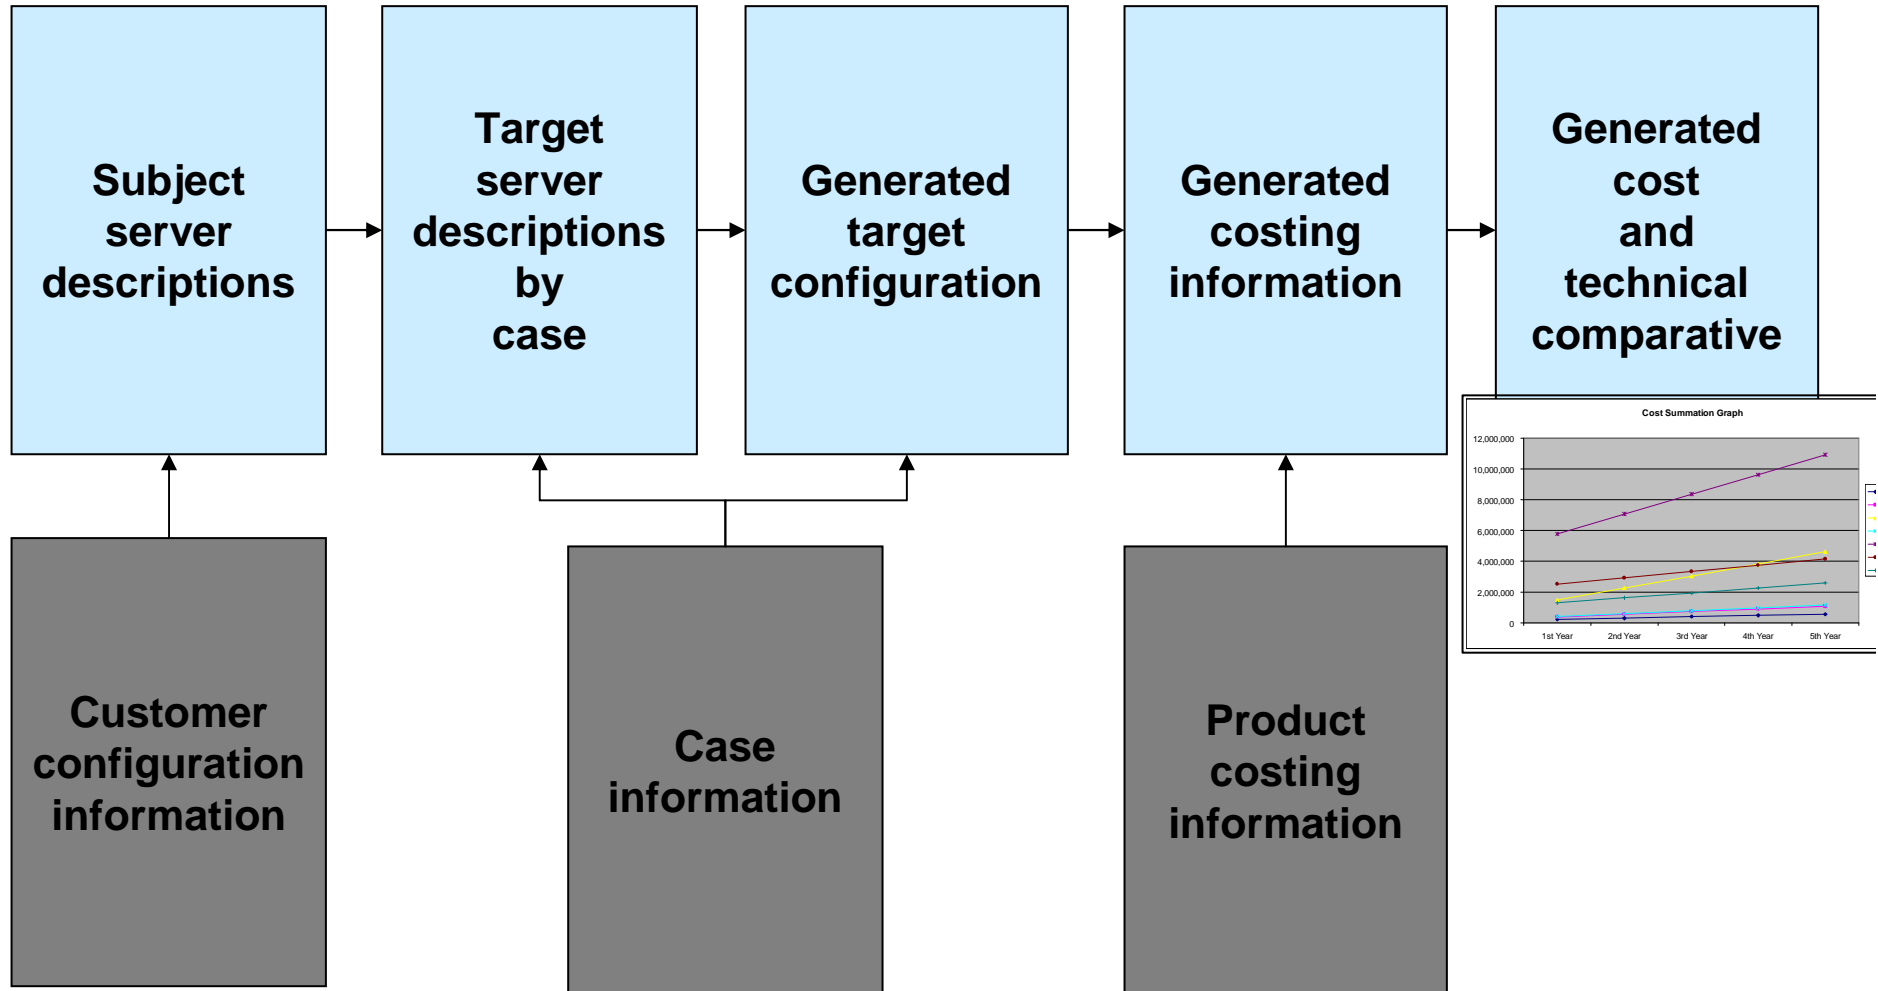 Subject
server
descriptions
Target
server
descriptions
by
case
Generated
target
configuration
Generated
costing
information
Generated
cost
and
technical
comparative
Cost Summation Graph
12,000,000
10,000,000
8,000,000
6,000,000
4,000,000
2,000,000
0
1st Year 2nd Year 3rd Year 4th Year 5th Year
Customer
configuration
information
Case
information
Product
costing
information